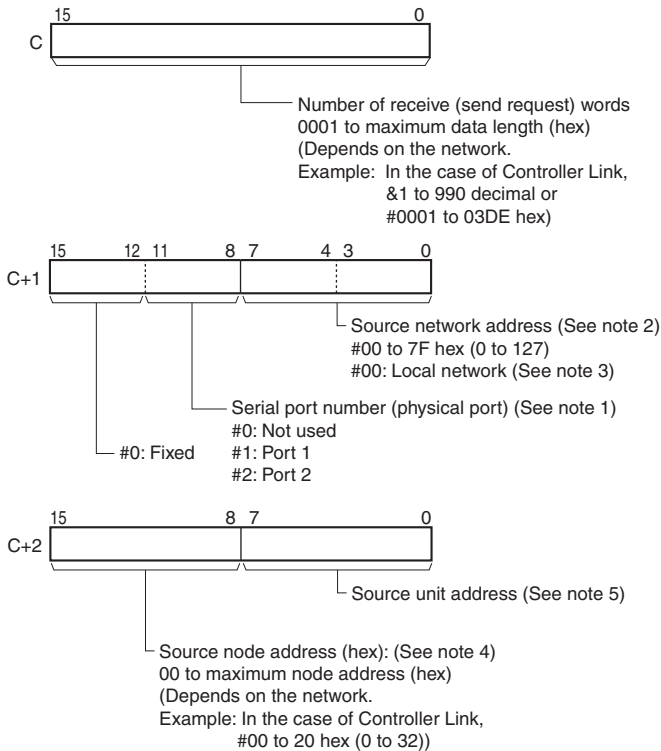 15 0
C
Number of receive (send request) words
0001 to maximum data length (hex)
(Depends on the network.
Example: In the case of Controller Link,
&1 to 990 decimal or
#0001 to 03DE hex)
15 12 11 8 7 4 3 0
C+1
Source network address (See note 2)
#00 to 7F hex (0 to 127)
#00: Local network (See note 3)
Serial port number (physical port) (See note 1)
#0: Not used
#1: Port 1
#2: Port 2
#0: Fixed
15 8 7 0
C+2
Source unit address (See note 5)
Source node address (hex): (See note 4)
00 to maximum node address (hex)
(Depends on the network.
Example: In the case of Controller Link,
#00 to 20 hex (0 to 32))